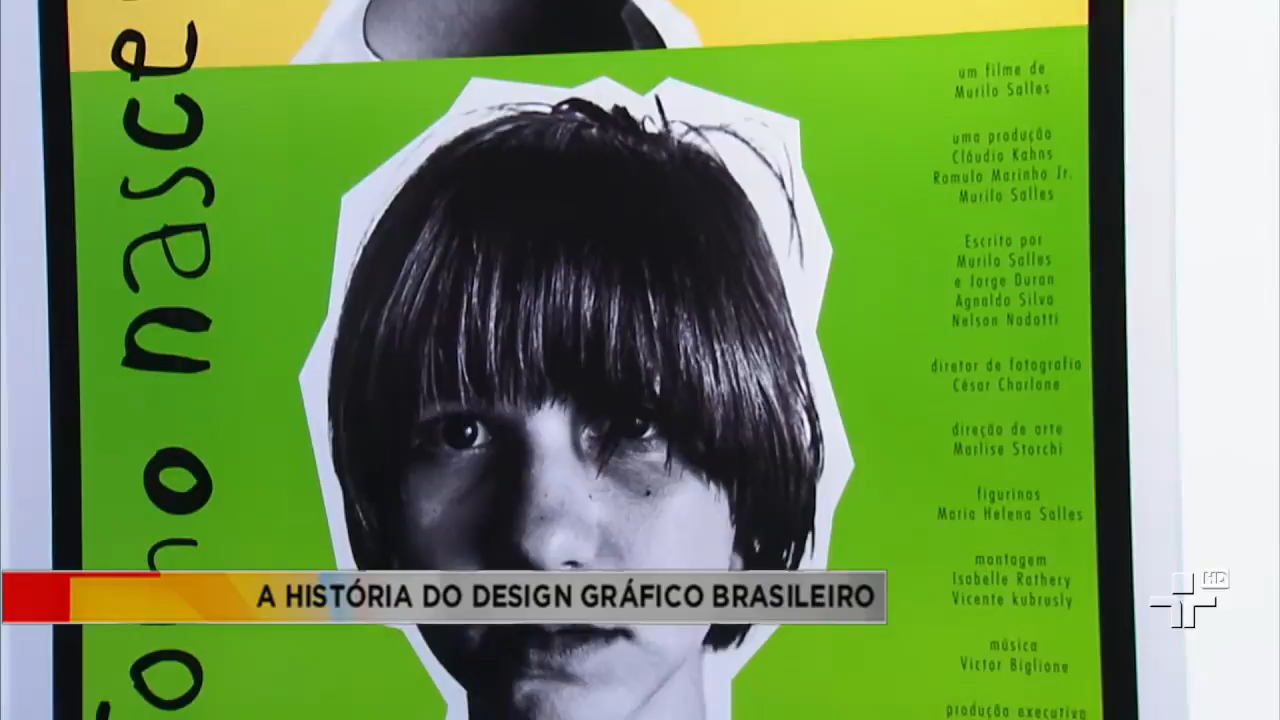 omo nasce
um filme de
Murilo Salles
uma produção
Cláudio Kahns
Romulo Marinho Jr.
Murilo Salles
Escrito por
Murilo Salles
e Jorge Duran
Agnaldo Silva
Nelson Nadotti
diretor de fotografia
César Charlone
direção de arte
Marlise Storchi
figurinos
Maria Helena Salles
montagem
Isabelle Rathery
Vicente kubrusly
música
Victor Biglione
produção executiva
A HISTÓRIA DO DESIGN GRÁFICO BRASILEIRO
HD